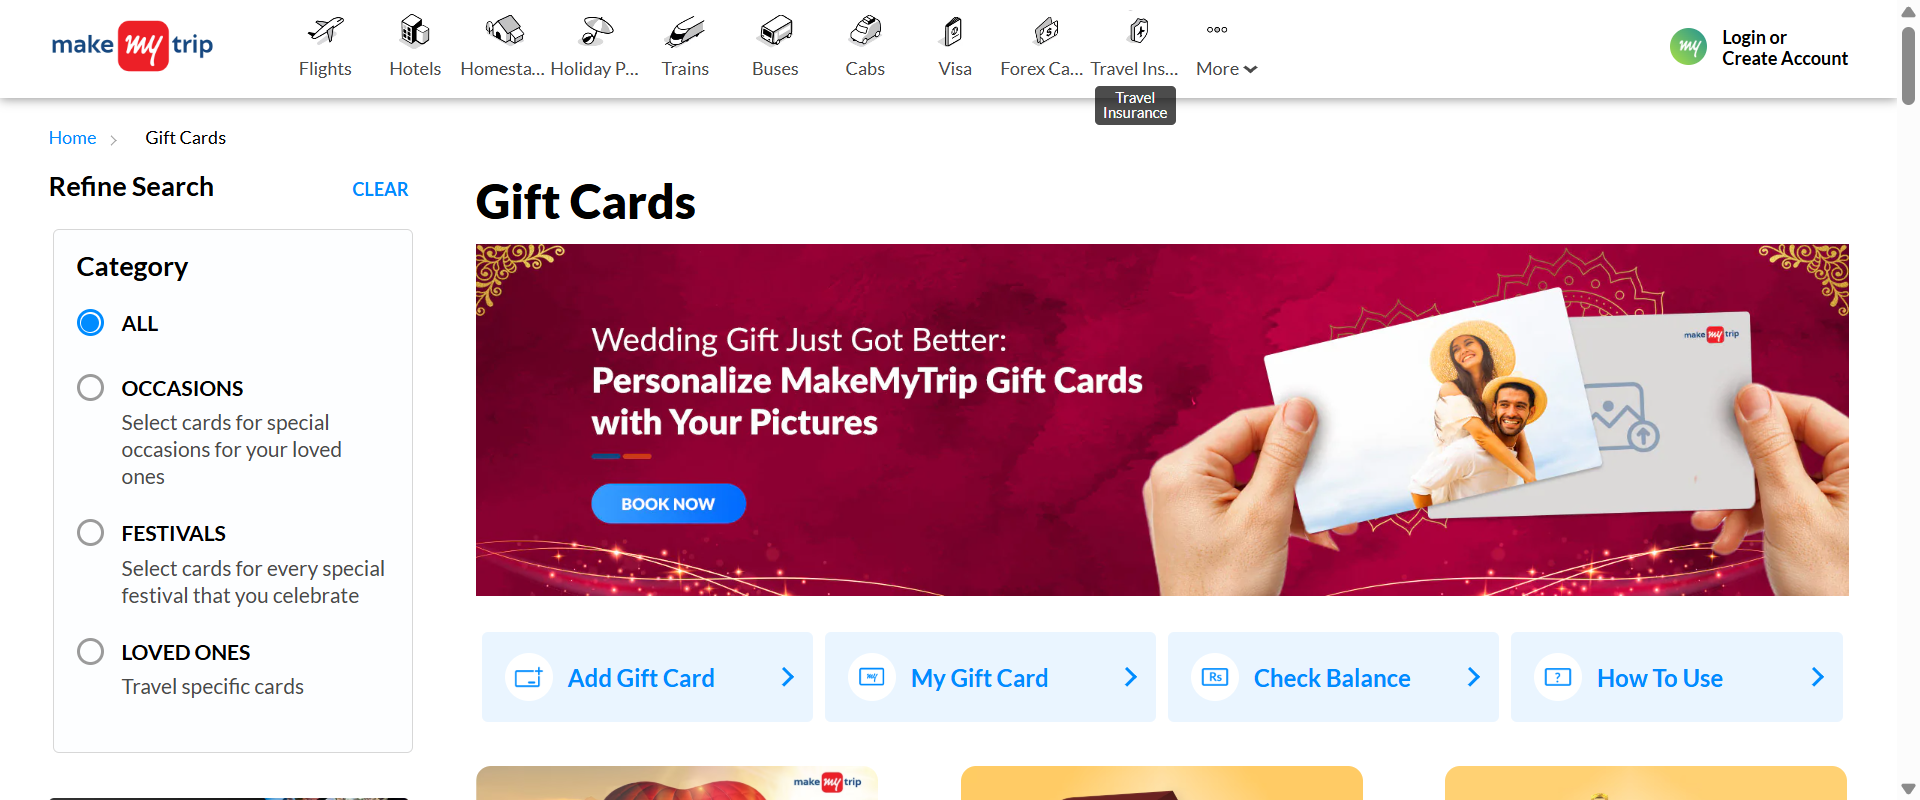 make my trip
Flights
Hotels
Homesta...
Holiday P...
Trains
Buses
Cabs
Visa
Forex Ca...
Travel Ins...
More
my
Login or
Create Account
Travel
Insurance
Home
Gift Cards
Refine Search
CLEAR
Category
ALL
OCCASIONS
Select cards for special
occasions for your loved
ones
FESTIVALS
Select cards for every special
festival that you celebrate
LOVED ONES
Travel specific cards
Gift Cards
Wedding Gift Just Got Better:
Personalize MakeMyTrip Gift Cards
with Your Pictures
BOOK NOW
make my trip
Add Gift Card
my
My Gift Card
Rs
Check Balance
?
How To Use
make my trip